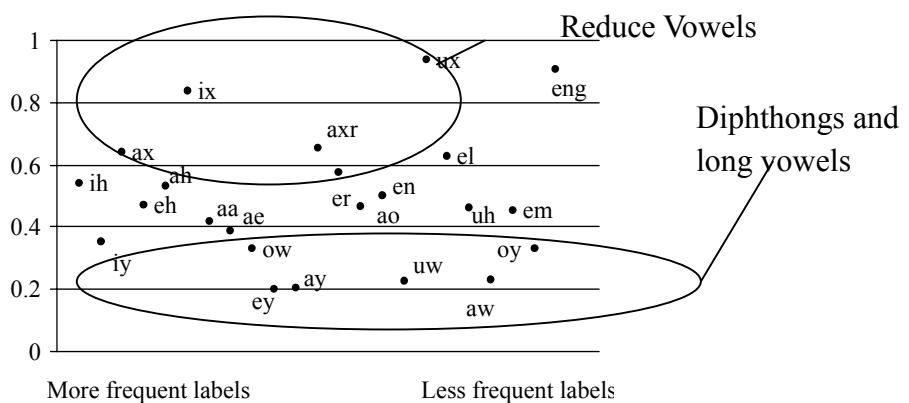 Reduce Vowels
1
ux
eng
0.8
ix
Diphthongs and
long vowels
axr
0.6
ax
el
ih
ah
en
eh
er
0.4
aa
ae
ao
uh
em
iy
ow
uw
oy
0.2
ey
ay
aw
0
More frequent labels
Less frequent labels